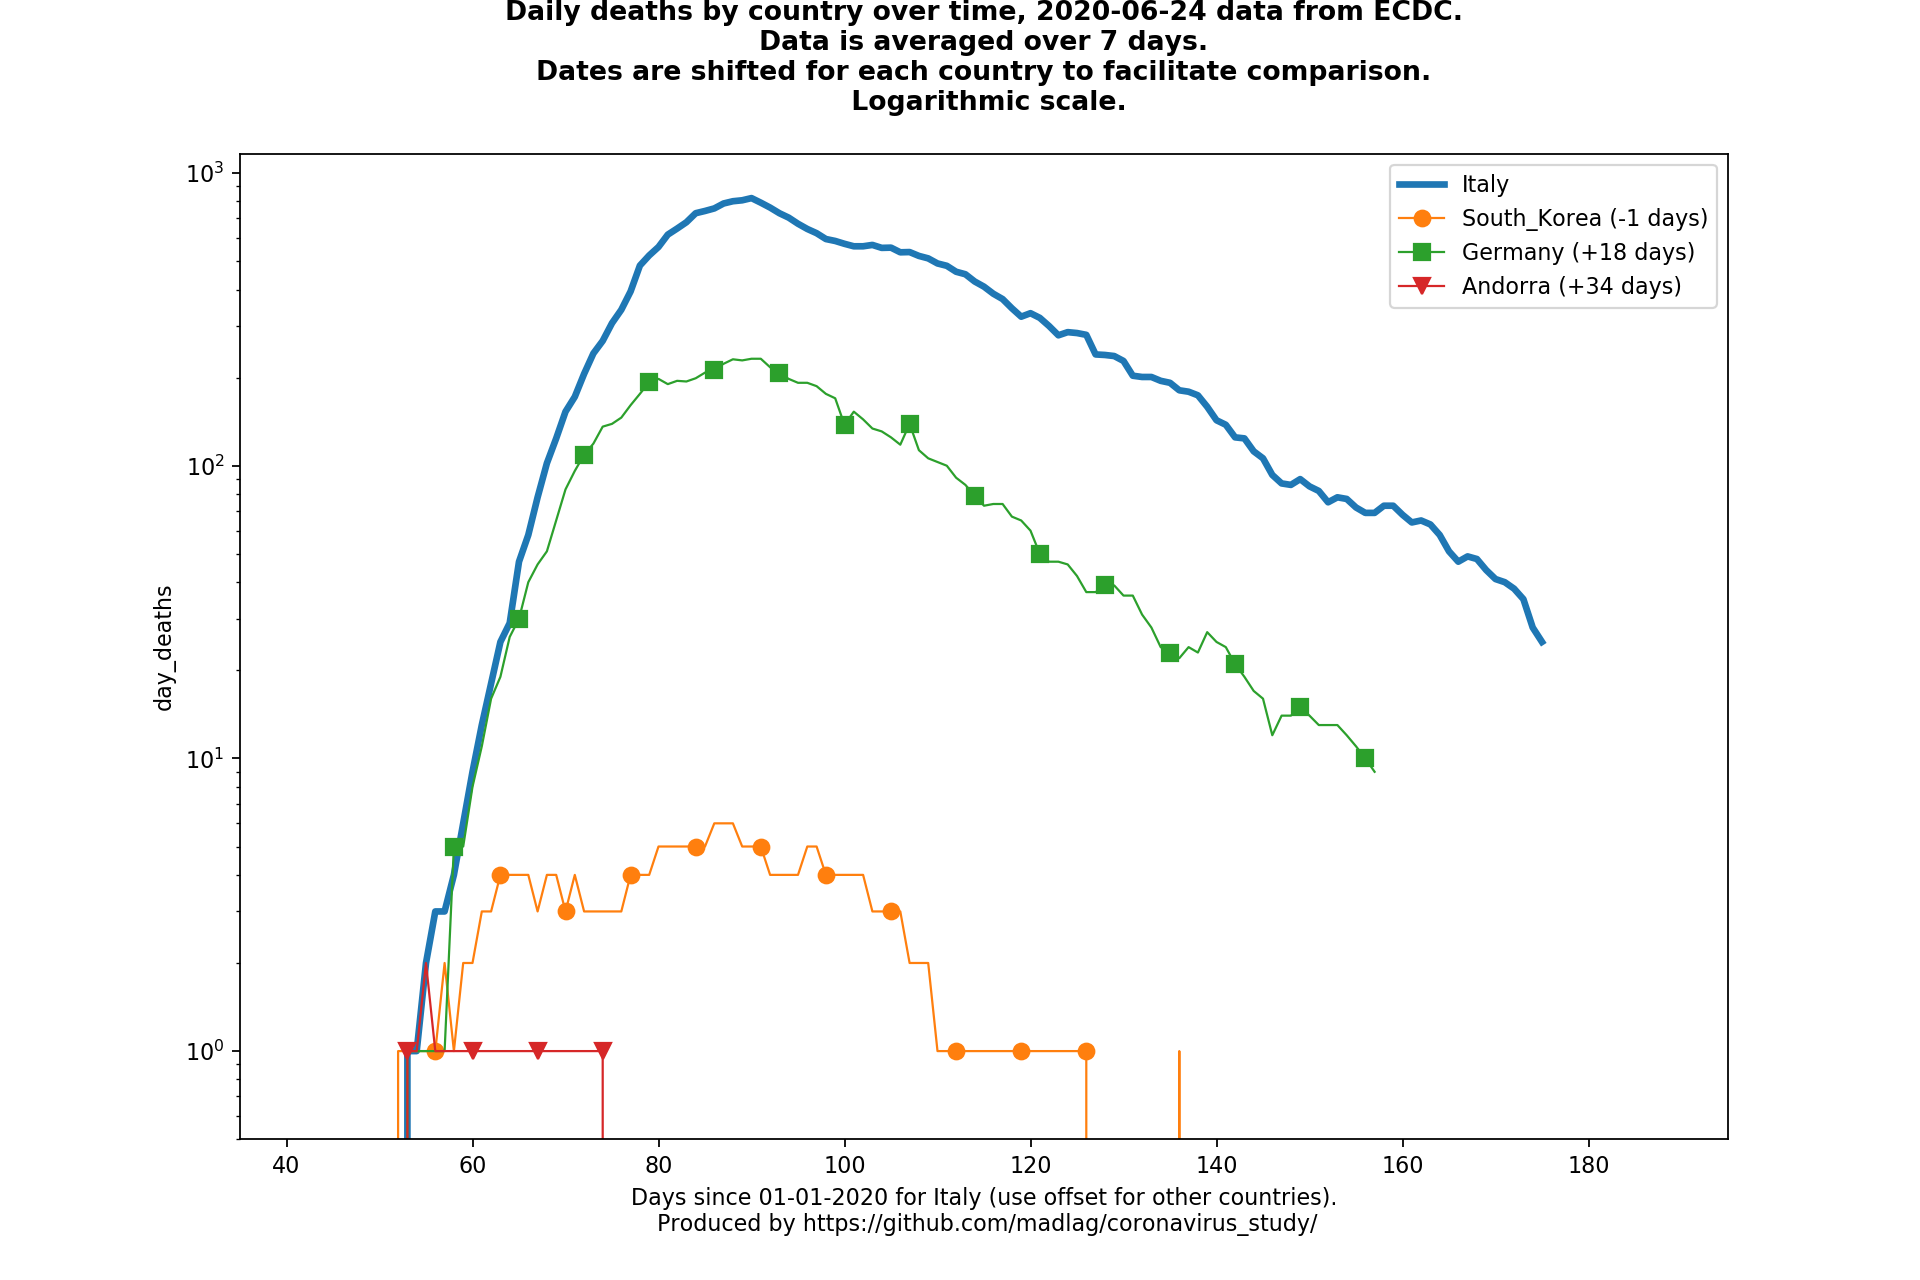 Daily deaths by country over time, 2020-06-24 data from ECDC.
Data is averaged over 7 days.
Dates are shifted for each country to facilitate comparison.
Logarithmic scale.
10³
10²
10¹
10⁰
day_deaths
Italy
South_Korea (-1 days)
Germany (+18 days)
Andorra (+34 days)
40 60 80 100 120 140 160 180
Days since 01-01-2020 for Italy (use offset for other countries).
Produced by https://github.com/madlag/coronavirus_study/